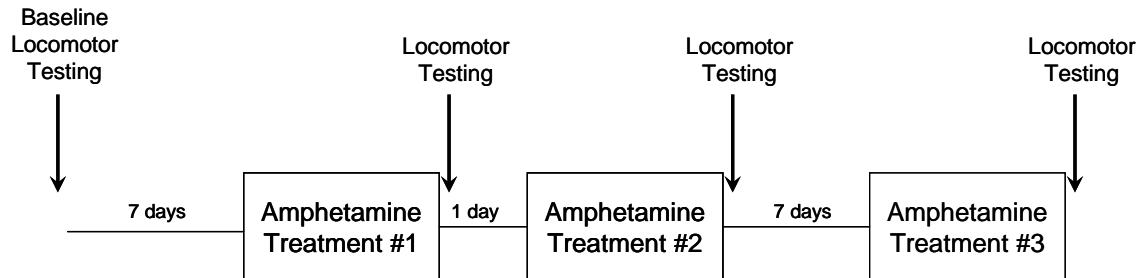 Baseline
Locomotor
Testing
Locomotor
Testing
Locomotor
Testing
Locomotor
Testing
7 days
Amphetamine
Treatment #1
1 day
Amphetamine
Treatment #2
7 days
Amphetamine
Treatment #3